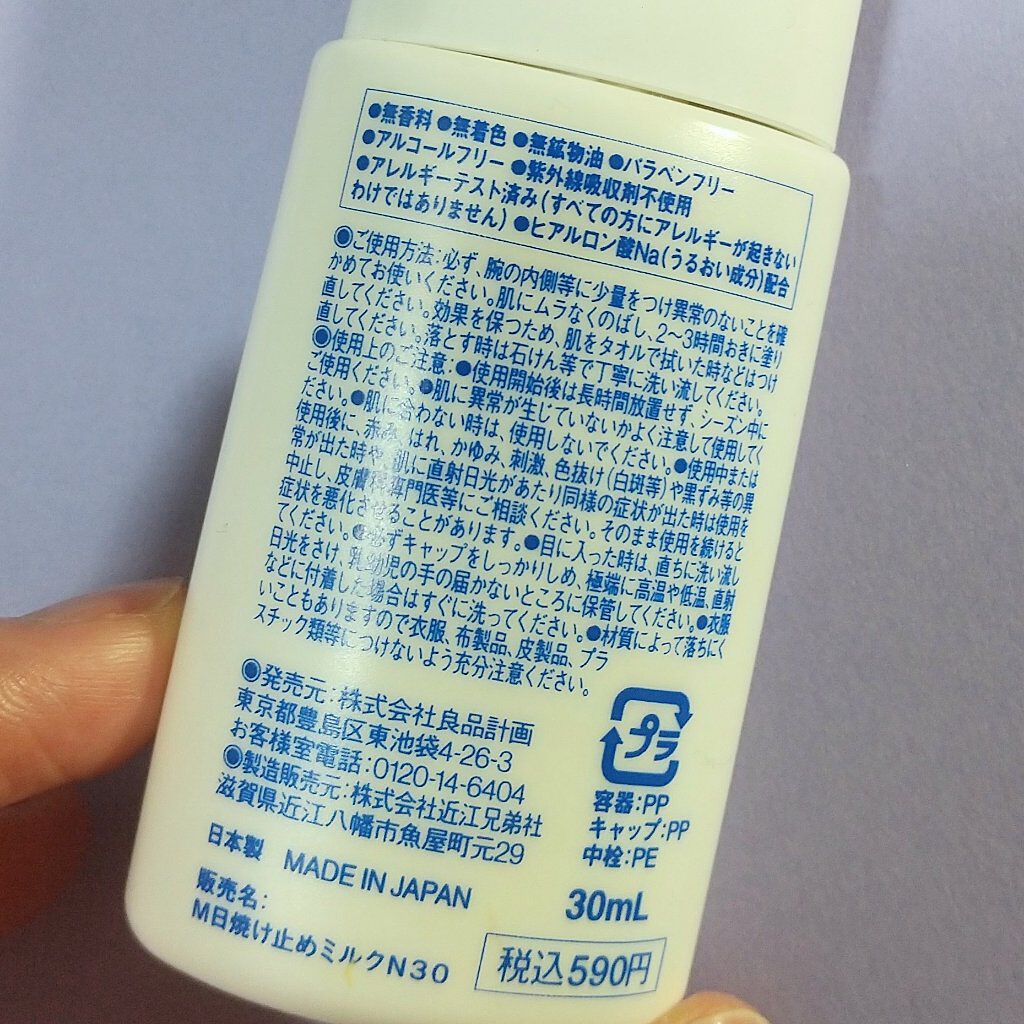 ●無香料 ●無着色 ●無鉱物油 ●パラベンフリー
●アルコールフリー ●紫外線吸収剤不使用
●アレルギーテスト済み(すべての方にアレルギーが起きない
わけではありません) ●ヒアルロン酸Na(うるおい成分)配合
◉ご使用方法:必ず、腕の内側等に少量をつけ異常のないことを確
かめてお使いください。肌にムラなくのばし、2〜3時間おきに塗り
直してください。効果を保つため、肌をタオルで拭いた時などはつけ
直してください。落とす時は石けん等で丁寧に洗い流してください。
◉使用上のご注意:●使用開始後は長時間放置せず、シーズン中に
ご使用ください。●肌に異常が生じていないかよく注意して使用してく
ださい。●肌に合わない時は、使用しないでください。●使用中または
使用後に、赤み、はれ、かゆみ、刺激、色抜け(白斑等)や黒ずみ等の異
常が出た時や、肌に直射日光があたり同様の症状が出た時は使用を
中止し、皮膚科専門医等にご相談ください。そのまま使用を続けると
症状を悪化させることがあります。●目に入った時は、直ちに洗い流し
てください。●必ずキャップをしっかりしめ、極端に高温や低温、直射
日光をさけ、乳幼児の手の届かないところに保管してください。●衣服
などに付着した場合はすぐに洗ってください。●材質によって落ちにく
いこともありますので衣服、布製品、皮製品、プラ
スチック類等につけないよう充分注意ください。
◉発売元:株式会社良品計画
東京都豊島区東池袋4-26-3
お客様室電話:0120-14-6404
◉製造販売元:株式会社近江兄弟社
滋賀県近江八幡市魚屋町元29
日本製 MADE IN JAPAN
販売名:
M日焼け止めミルクN30
プラ
容器:PP
キャップ:PP
中栓:PE
30mL
税込590円